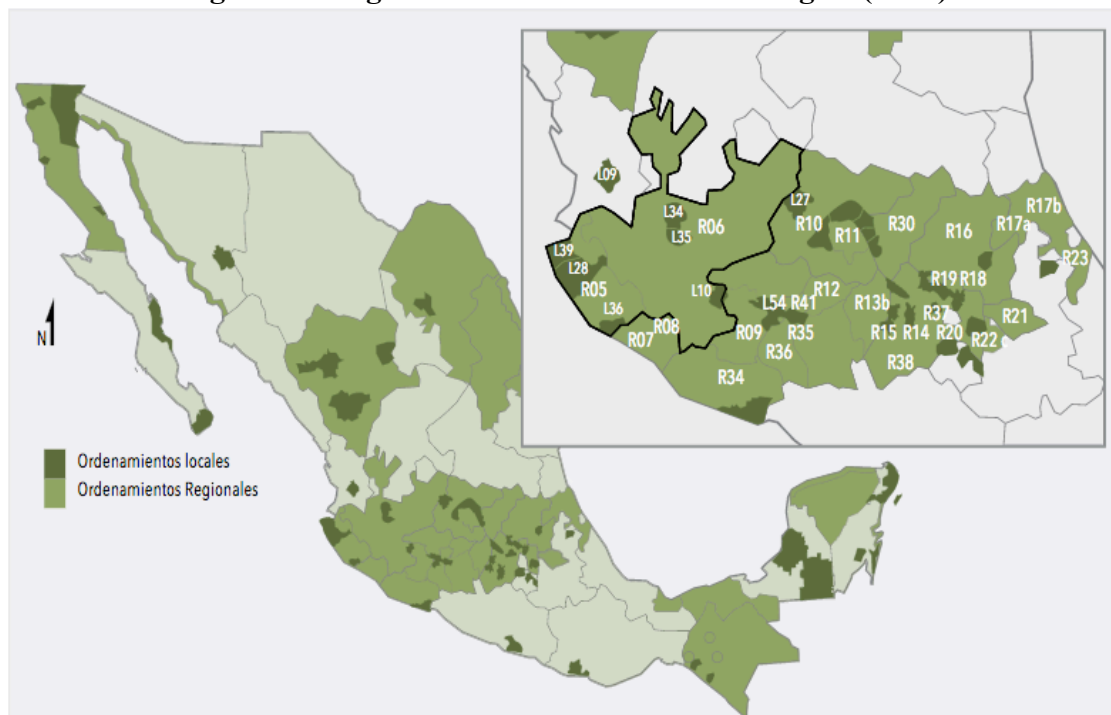 L09
L27
R17b
L34
R06
R10
R11
R30
R16
R17a
L35
L39
R23
L28
R05
L10
R12
R19
R18
L54
R41
R13b
L36
R37
R21
R07
R08
R09
R35
R15
R14
R20
R22
R36
R38
R34
N
Ordenamientos locales
Ordenamientos Regionales